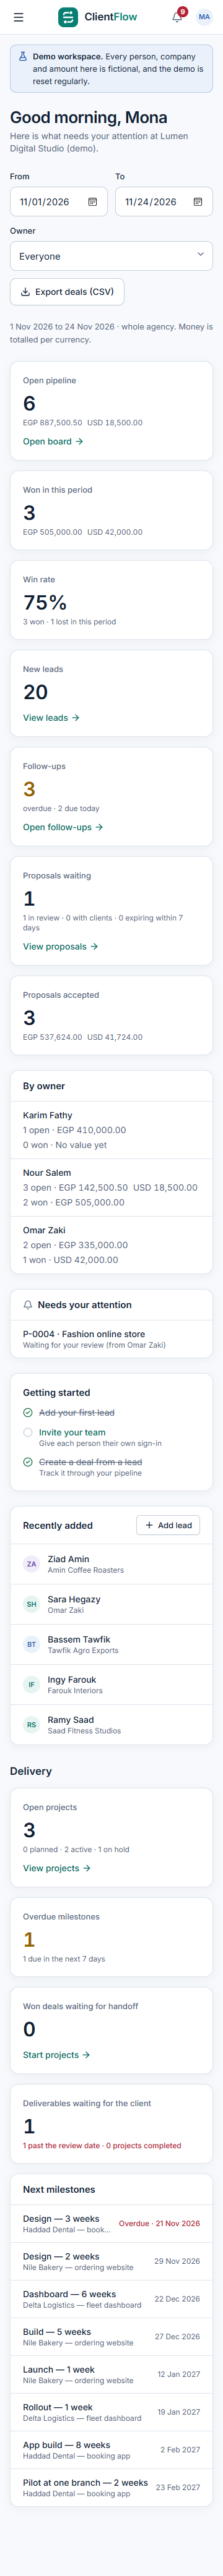 ClientFlow
9
MA
Demo workspace. Every person, company
and amount here is fictional, and the demo is
reset regularly.
Good morning, Mona
Here is what needs your attention at Lumen
Digital Studio (demo).
From
To
11/01/2026
11/24/2026
Owner
Everyone
Export deals (CSV)
1 Nov 2026 to 24 Nov 2026 · whole agency. Money is
totalled per currency.
Open pipeline
6
EGP 887,500.50 USD 18,500.00
Open board →
Won in this period
3
EGP 505,000.00 USD 42,000.00
Win rate
75%
3 won · 1 lost in this period
New leads
20
View leads →
Follow-ups
3
overdue · 2 due today
Open follow-ups →
Proposals waiting
1
1 in review · 0 with clients · 0 expiring within 7
days
View proposals →
Proposals accepted
3
EGP 537,624.00 USD 41,724.00
By owner
Karim Fathy
1 open · EGP 410,000.00
0 won · No value yet
Nour Salem
3 open · EGP 142,500.50 USD 18,500.00
2 won · EGP 505,000.00
Omar Zaki
2 open · EGP 335,000.00
1 won · USD 42,000.00
Needs your attention
P-0004 · Fashion online store
Waiting for your review (from Omar Zaki)
Getting started
Add your first lead
Invite your team
Give each person their own sign-in
Create a deal from a lead
Track it through your pipeline
Recently added
Add lead
ZA
Ziad Amin
Amin Coffee Roasters
SH
Sara Hegazy
Omar Zaki
BT
Bassem Tawfik
Tawfik Agro Exports
IF
Ingy Farouk
Farouk Interiors
RS
Ramy Saad
Saad Fitness Studios
Delivery
Open projects
3
0 planned · 2 active · 1 on hold
View projects →
Overdue milestones
1
1 due in the next 7 days
Won deals waiting for handoff
0
Start projects →
Deliverables waiting for the client
1
1 past the review date · 0 projects completed
Next milestones
Design — 3 weeks
Haddad Dental — book...
Overdue · 21 Nov 2026
Design — 2 weeks
Nile Bakery — ordering website
29 Nov 2026
Dashboard — 6 weeks
Delta Logistics — fleet dashboard
22 Dec 2026
Build — 5 weeks
Nile Bakery — ordering website
27 Dec 2026
Launch — 1 week
Nile Bakery — ordering website
12 Jan 2027
Rollout — 1 week
Delta Logistics — fleet dashboard
19 Jan 2027
App build — 8 weeks
Haddad Dental — booking app
2 Feb 2027
Pilot at one branch — 2 weeks
Haddad Dental — booking app
23 Feb 2027